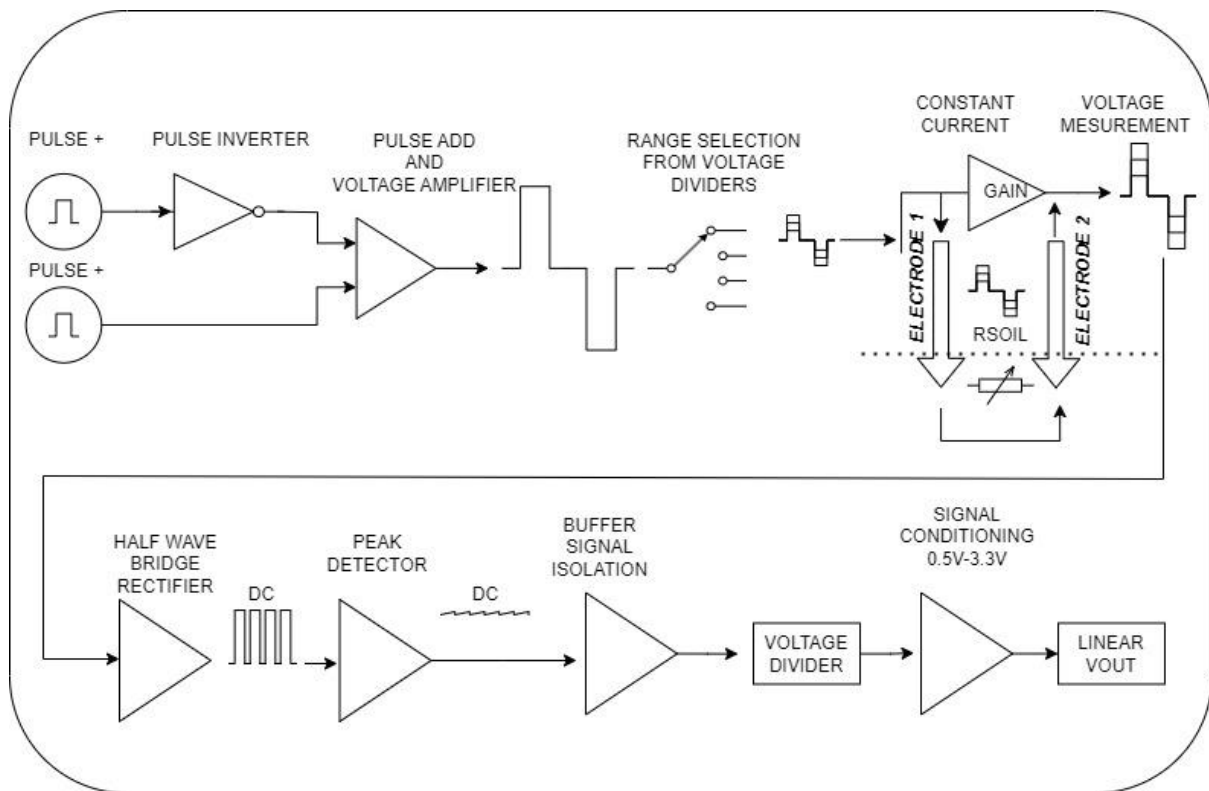 PULSE +
PULSE INVERTER
PULSE ADD
AND
VOLTAGE AMPLIFIER
RANGE SELECTION
FROM VOLTAGE
DIVIDERS
CONSTANT
CURRENT
VOLTAGE
MESUREMENT
GAIN
PULSE +
ELECTRODE 1
ELECTRODE 2
RSOIL
HALF WAVE
BRIDGE
RECTIFIER
DC
PEAK
DETECTOR
DC
BUFFER
SIGNAL
ISOLATION
VOLTAGE
DIVIDER
SIGNAL
CONDITIONING
0.5V-3.3V
LINEAR
VOUT